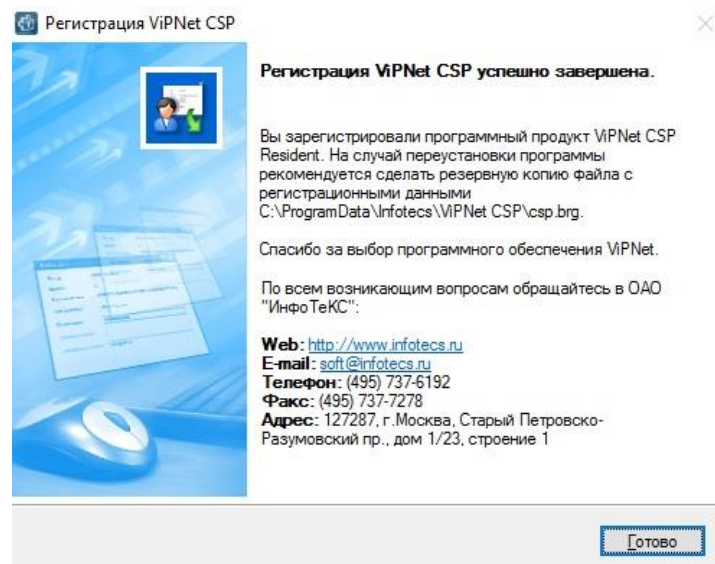 Регистрация ViPNet CSP
Регистрация ViPNet CSP успешно завершена.
Вы зарегистрировали программный продукт ViPNet CSP
Resident. На случай переустановки программы
рекомендуется сделать резервную копию файла с
регистрационными данными
C:\ProgramData\Infotecs\ViPNet CSP\csp.brg.
Спасибо за выбор программного обеспечения ViPNet.
По всем возникающим вопросам обращайтесь в ОАО
"ИнфоТеКС":
Web: http://www.infotecs.ru
E-mail: soft@infotecs.ru
Телефон: (495) 737-6192
Факс: (495) 737-7278
Адрес: 127287, г.Москва, Старый Петровско-
Разумовский пр., дом 1/23, строение 1
Готово